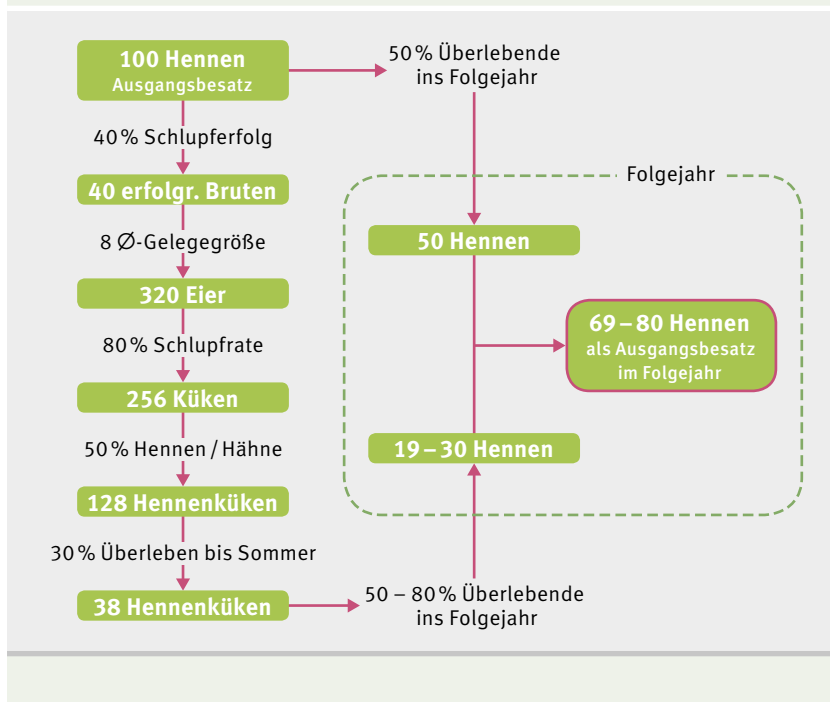 100 Hennen
Ausgangsbesatz
50 % Überlebende
ins Folgejahr
40 % Schlupferfolg
40 erfolgr. Bruten
8 Ø-Gelegegröße
320 Eier
80 % Schlupfrate
256 Küken
50 % Hennen / Hähne
128 Hennenküken
30 % Überleben bis Sommer
38 Hennenküken
50 – 80 % Überlebende
ins Folgejahr
Folgejahr
50 Hennen
69 – 80 Hennen
als Ausgangsbesatz
im Folgejahr
19 – 30 Hennen